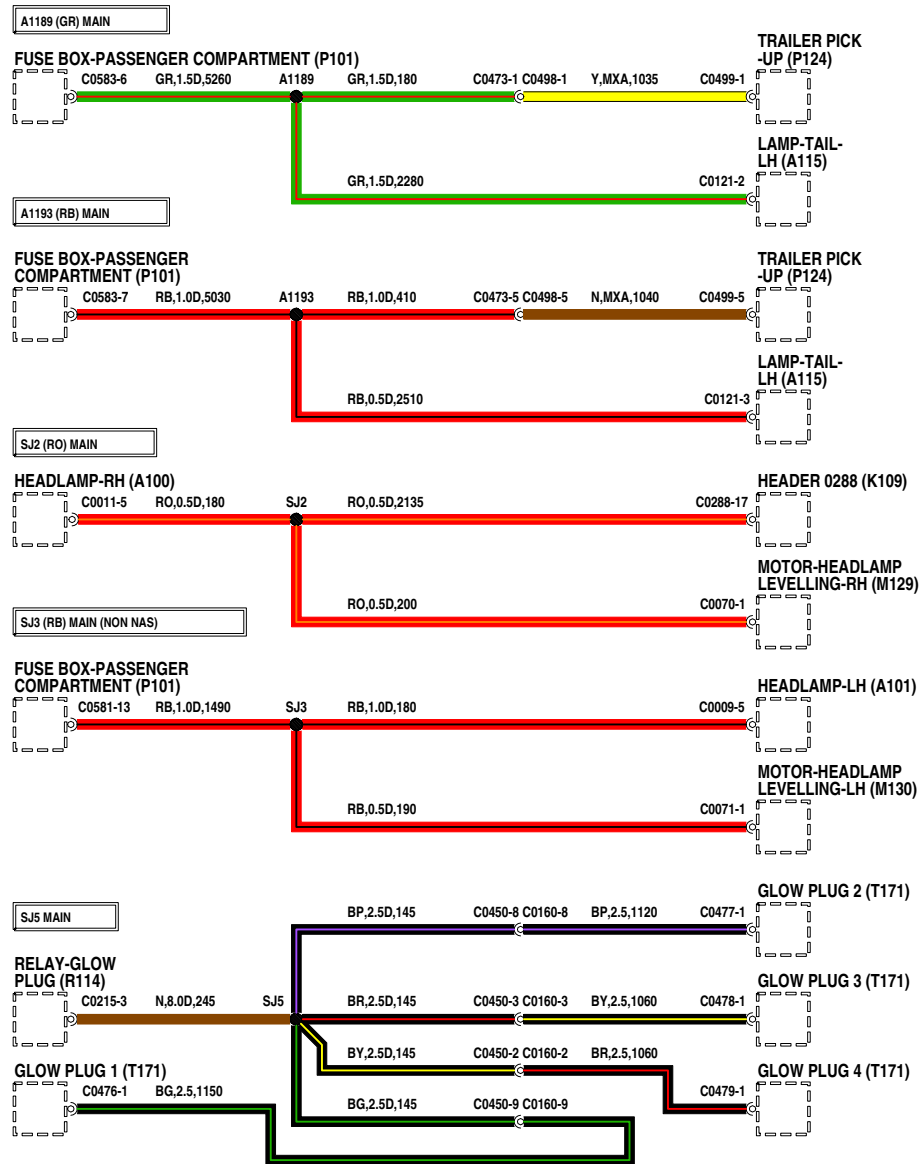 A1189 (GR) MAIN
FUSE BOX-PASSENGER COMPARTMENT (P101)
TRAILER PICK
-UP (P124)
C0583-6 GR,1.5D,5260 A1189 GR,1.5D,180 C0473-1 C0498-1 Y,MXA,1035 C0499-1
LAMP-TAIL-
LH (A115)
GR,1.5D,2280 C0121-2
A1193 (RB) MAIN
FUSE BOX-PASSENGER
COMPARTMENT (P101)
TRAILER PICK
-UP (P124)
C0583-7 RB,1.0D,5030 A1193 RB,1.0D,410 C0473-5 C0498-5 N,MXA,1040 C0499-5
LAMP-TAIL-
LH (A115)
RB,0.5D,2510 C0121-3
SJ2 (RO) MAIN
HEADLAMP-RH (A100)
HEADER 0288 (K109)
C0011-5 RO,0.5D,180 SJ2 RO,0.5D,2135 C0288-17
MOTOR-HEADLAMP
LEVELLING-RH (M129)
RO,0.5D,200 C0070-1
SJ3 (RB) MAIN (NON NAS)
FUSE BOX-PASSENGER
COMPARTMENT (P101)
HEADLAMP-LH (A101)
C0581-13 RB,1.0D,1490 SJ3 RB,1.0D,180 C0009-5
MOTOR-HEADLAMP
LEVELLING-LH (M130)
RB,0.5D,190 C0071-1
SJ5 MAIN
GLOW PLUG 2 (T171)
BP,2.5D,145 C0450-8 C0160-8 BP,2.5,1120 C0477-1
RELAY-GLOW
PLUG (R114)
GLOW PLUG 3 (T171)
C0215-3 N,8.0D,245 SJ5 BR,2.5D,145 C0450-3 C0160-3 BY,2.5,1060 C0478-1
BY,2.5D,145 C0450-2 C0160-2 BR,2.5,1060
GLOW PLUG 1 (T171)
GLOW PLUG 4 (T171)
C0476-1 BG,2.5,1150 C0479-1
BG,2.5D,145 C0450-9 C0160-9